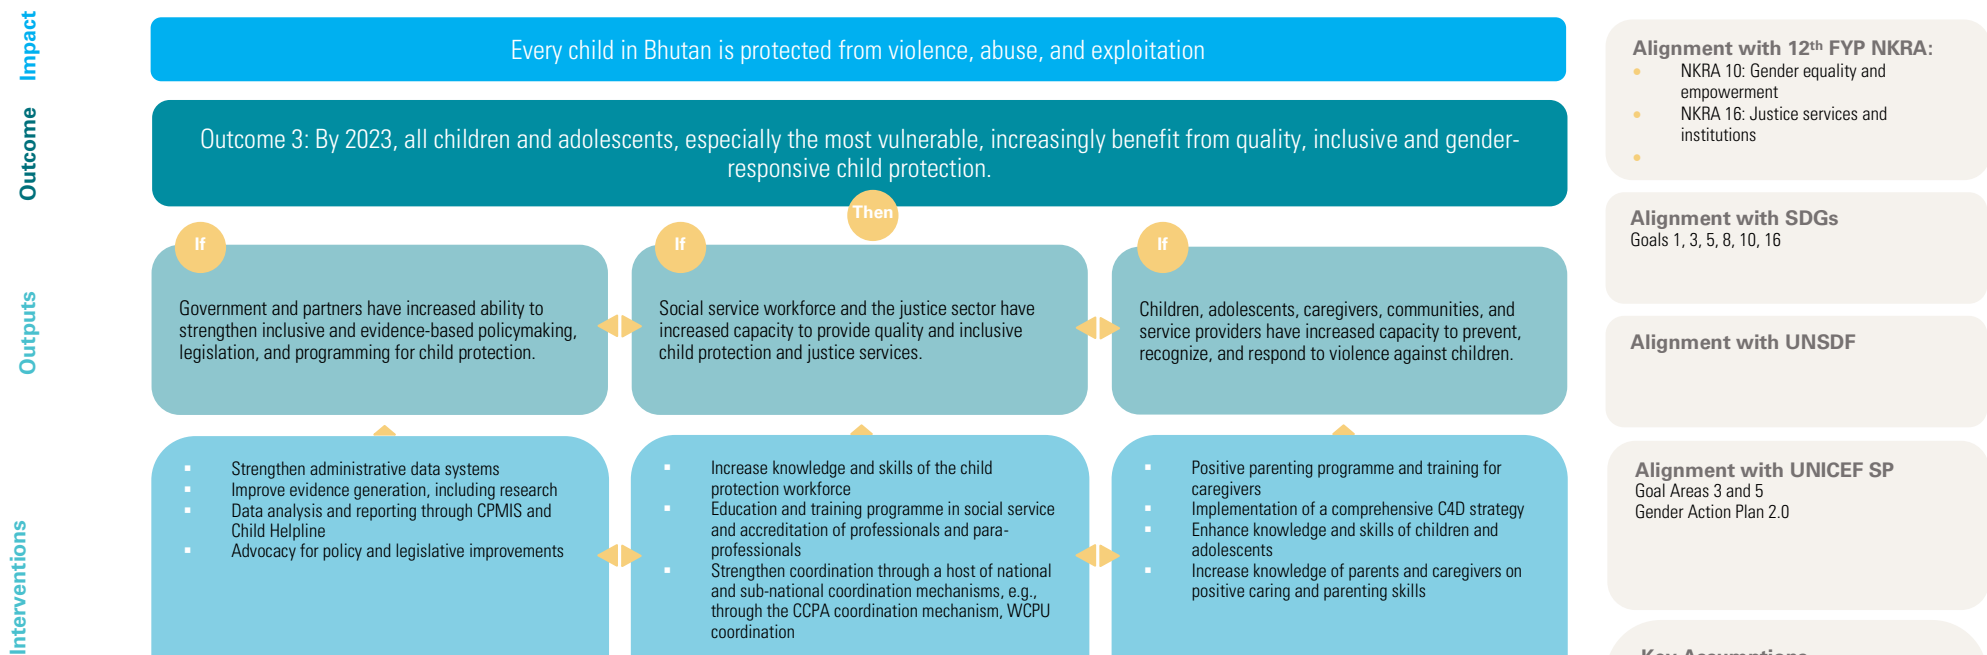 Impact
Every child in Bhutan is protected from violence, abuse, and exploitation
Outcome
Outcome 3: By 2023, all children and adolescents, especially the most vulnerable, increasingly benefit from quality, inclusive and gender-
responsive child protection.
Then
Outputs
If
Government and partners have increased ability to
strengthen inclusive and evidence-based policymaking,
legislation, and programming for child protection.
If
Social service workforce and the justice sector have
increased capacity to provide quality and inclusive
child protection and justice services.
If
Children, adolescents, caregivers, communities, and
service providers have increased capacity to prevent,
recognize, and respond to violence against children.
Interventions
▪ Strengthen administrative data systems
▪ Improve evidence generation, including research
▪ Data analysis and reporting through CPMIS and
Child Helpline
▪ Advocacy for policy and legislative improvements
▪ Increase knowledge and skills of the child
protection workforce
▪ Education and training programme in social service
and accreditation of professionals and para-
professionals
▪ Strengthen coordination through a host of national
and sub-national coordination mechanisms, e.g.,
through the CCPA coordination mechanism, WCPU
coordination
▪ Positive parenting programme and training for
caregivers
▪ Implementation of a comprehensive C4D strategy
▪ Enhance knowledge and skills of children and
adolescents
▪ Increase knowledge of parents and caregivers on
positive caring and parenting skills
Alignment with 12th FYP NKRA:
• NKRA 10: Gender equality and
empowerment
• NKRA 16: Justice services and
institutions
•
Alignment with SDGs
Goals 1, 3, 5, 8, 10, 16
Alignment with UNSDF
Alignment with UNICEF SP
Goal Areas 3 and 5
Gender Action Plan 2.0
Key Assumptions